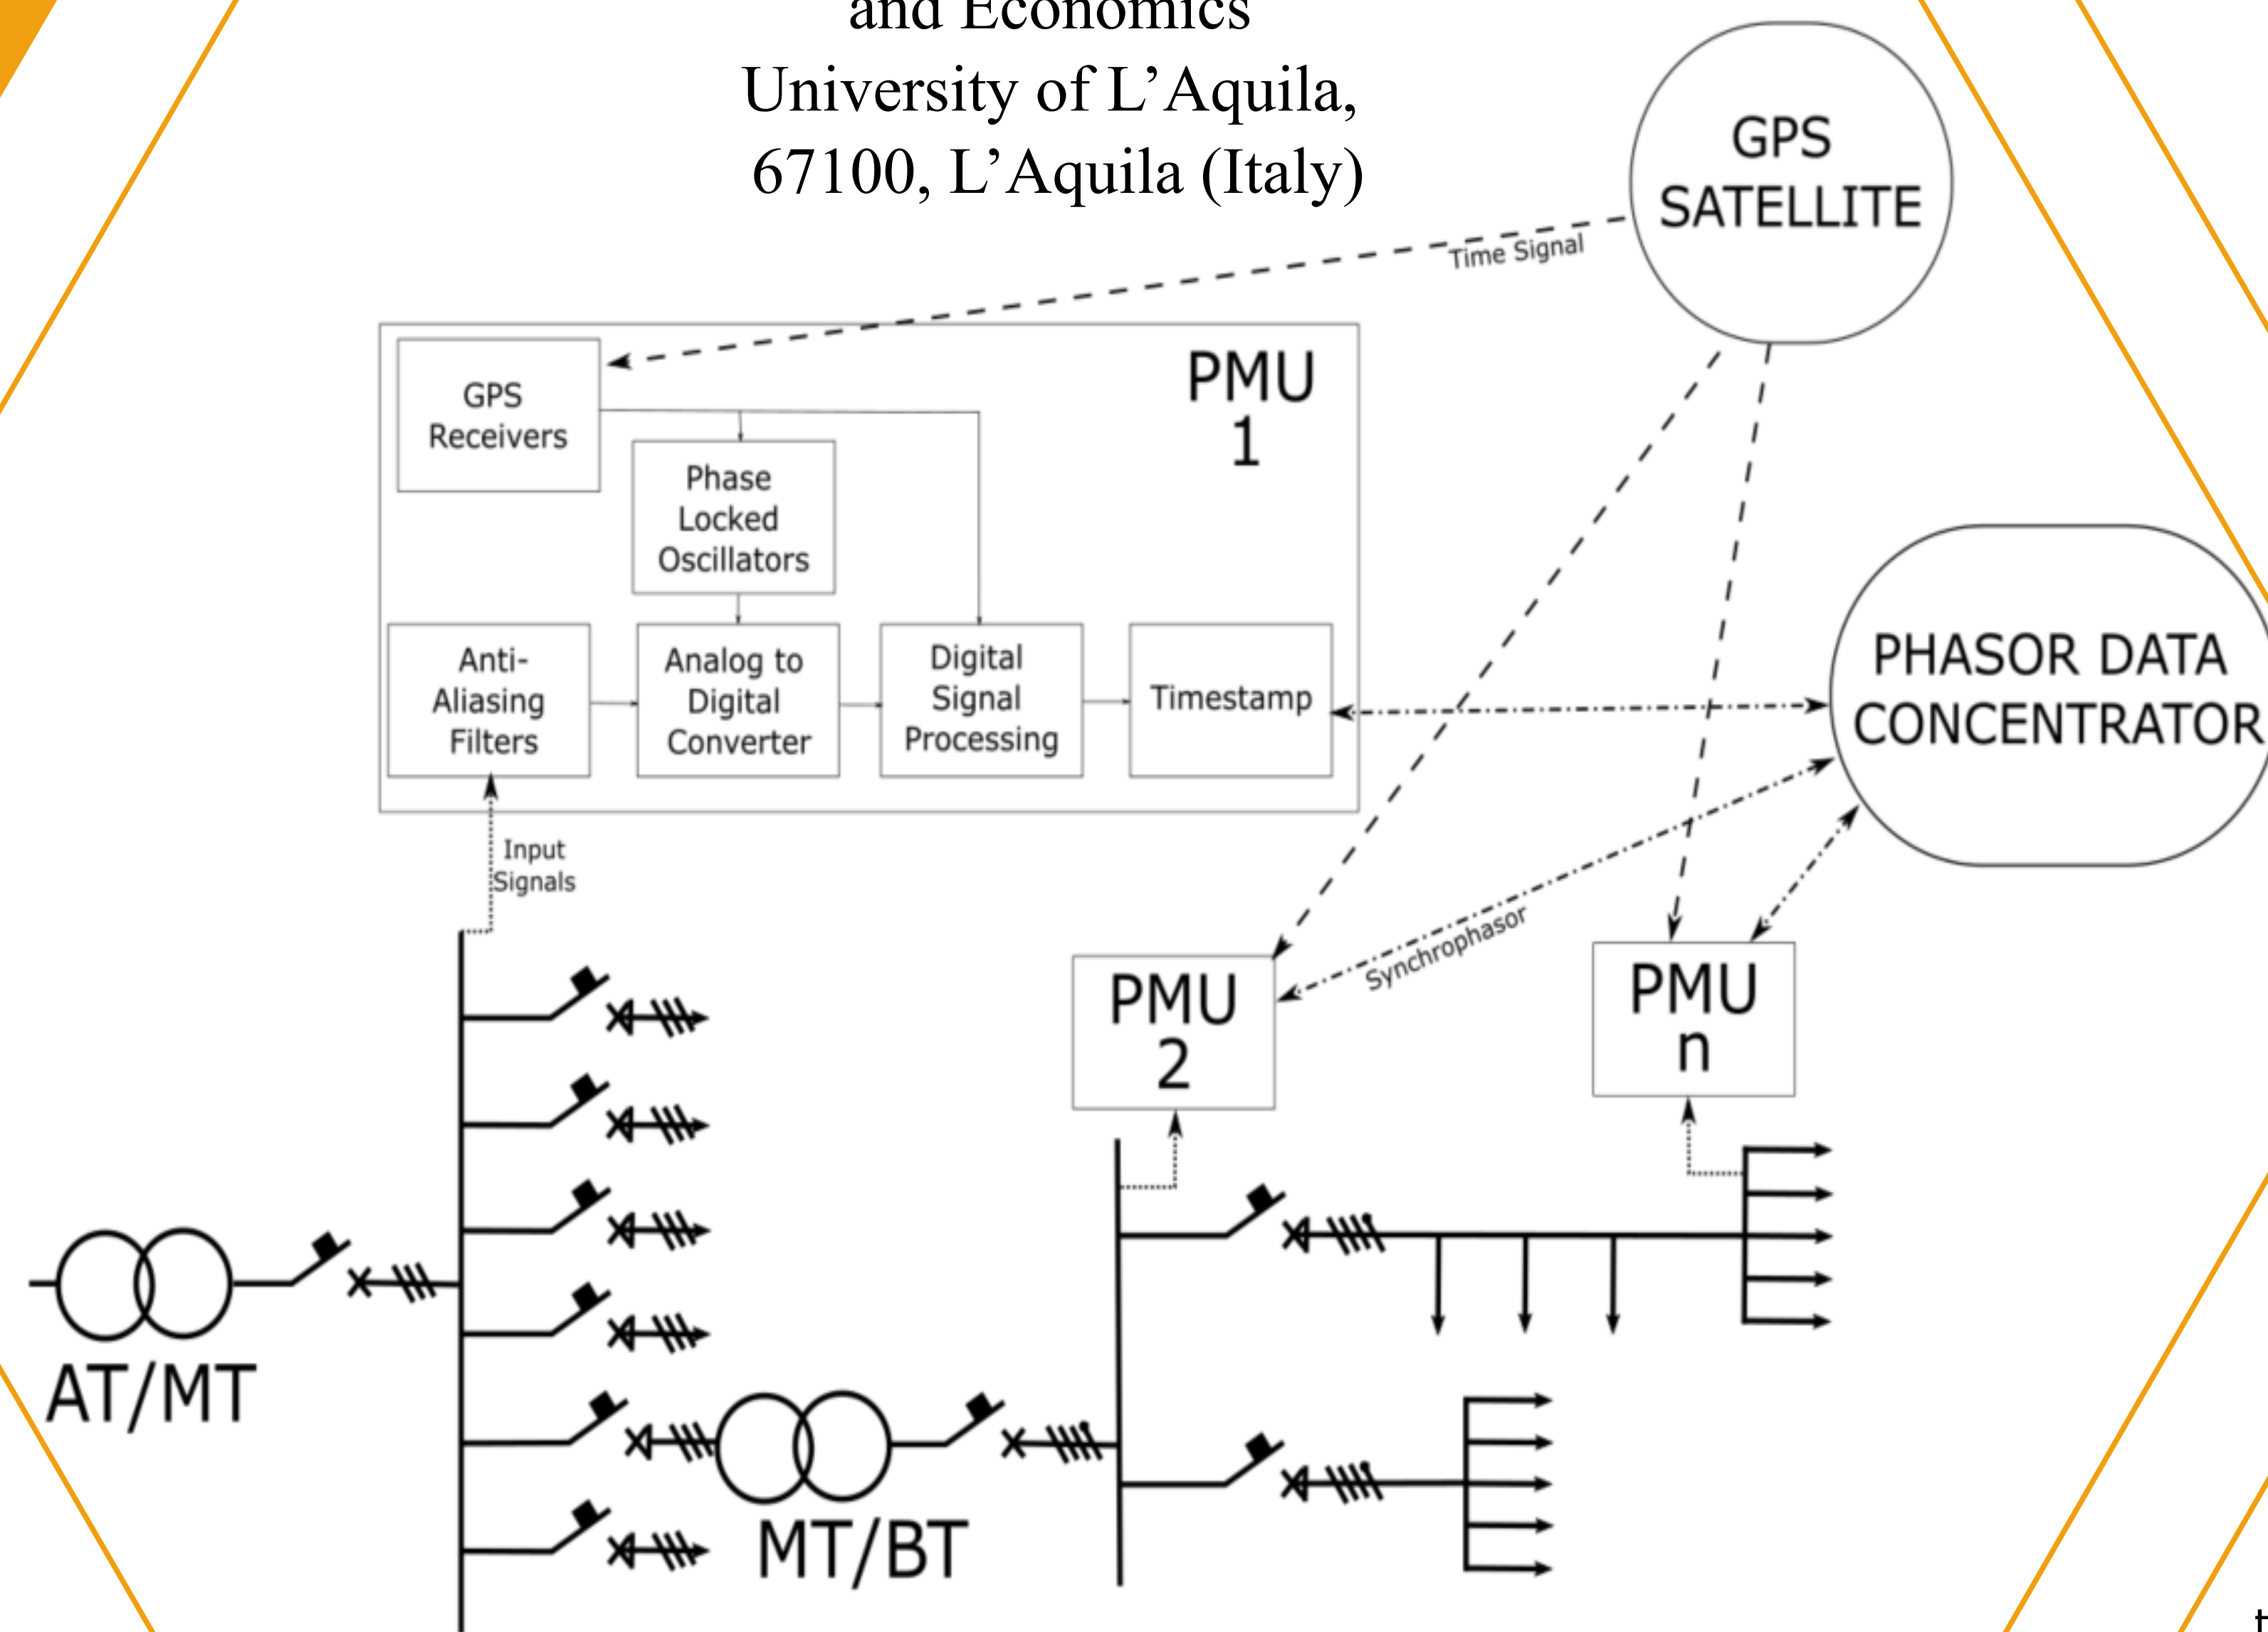 and Economics
University of L’Aquila,
67100, L’Aquila (Italy)
GPS
SATELLITE
Time Signal
PMU
1
GPS
Receivers
Phase
Locked
Oscillators
Anti-
Aliasing
Filters
Analog to
Digital
Converter
Digital
Signal
Processing
Timestamp
PHASOR DATA
CONCENTRATOR
Input
Signals
Synchrophasor
PMU
2
PMU
n
AT/MT
MT/BT